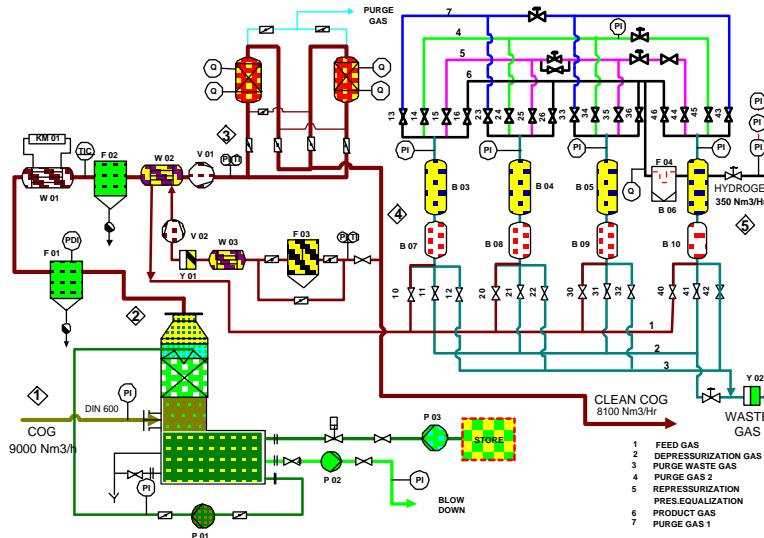 PURGE
GAS
7
4
PI
5
6
Q
Q
Q
Q
13
14
15
16
23
24
25
26
33
34
35
36
46
44
45
43
KM 01
TIC
F 02
W 02
V 01
3
PI
TI
W 01
PI
PI
PI
PI
PI
PI
PI
B 03
B 04
B 05
F 04
Q
B 06
HYDROGE
350 Nm3/Hr
4
5
V 02
W 03
F 03
PI
TI
Y 01
PDI
F 01
B 07
B 08
B 09
B 10
10
11
12
20
21
22
30
31
32
40
41
42
2
1
2
3
1
PI
DIN 600
COG
9000 Nm3/h
CLEAN COG
8100 Nm3/Hr
Y 02
WASTE
GAS
P 03
STORE
P 02
PI
PI
BLOW
DOWN
P 01
1 FEED GAS
2 DEPRESSURIZATION GAS
3 PURGE WASTE GAS
4 PURGE GAS 2
5 REPRESSURIZATION
PRES.EQUALIZATION
6 PRODUCT GAS
7 PURGE GAS 1